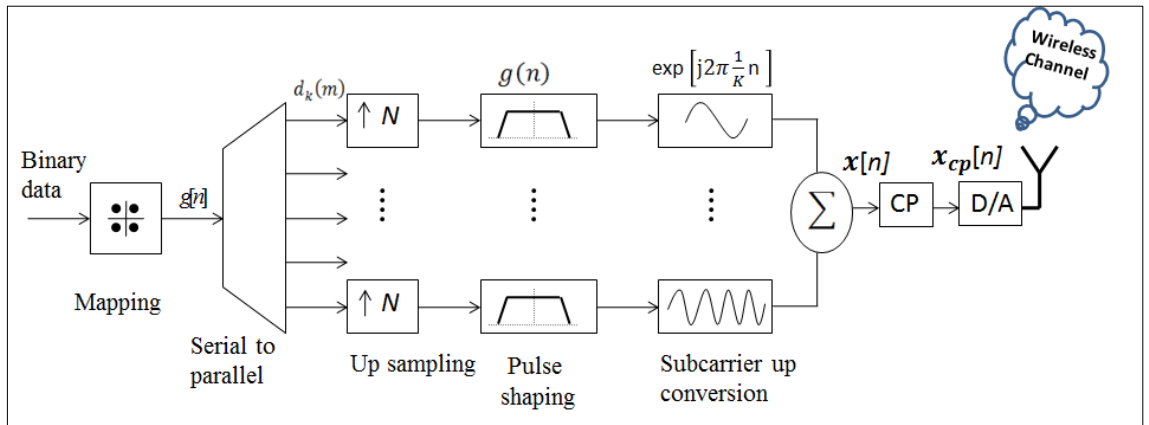 Wireless
Channel
d_k(m)
g(n)
exp[j2π 1/K n]
↑ N
Binary
data
g[n]
x[n]
x_cp[n]
Σ
CP
D/A
Mapping
↑ N
Serial to
parallel
Up sampling
Pulse
shaping
Subcarrier up
conversion